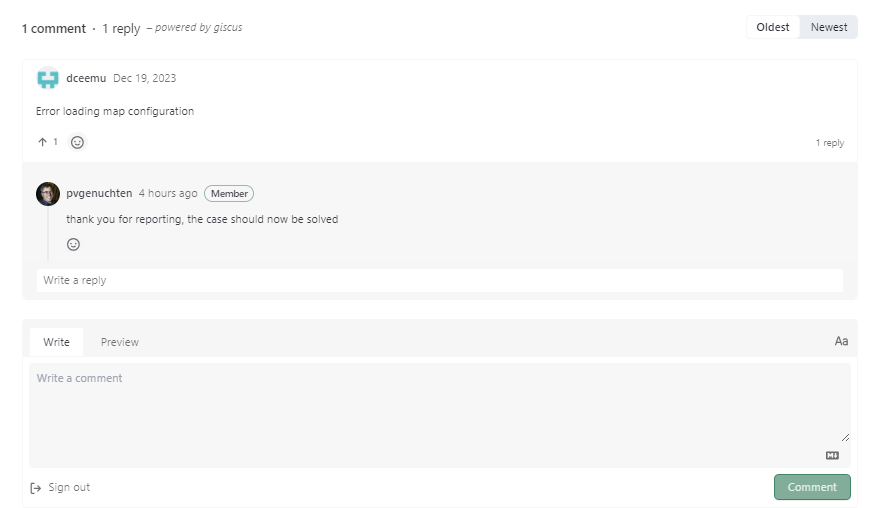 1 comment · 1 reply – powered by giscus
Oldest Newest
dceemu Dec 19, 2023
Error loading map configuration
1
1 reply
pvgenuchten 4 hours ago Member
thank you for reporting, the case should now be solved
Write a reply
Write Preview Aa
Write a comment
Sign out
Comment